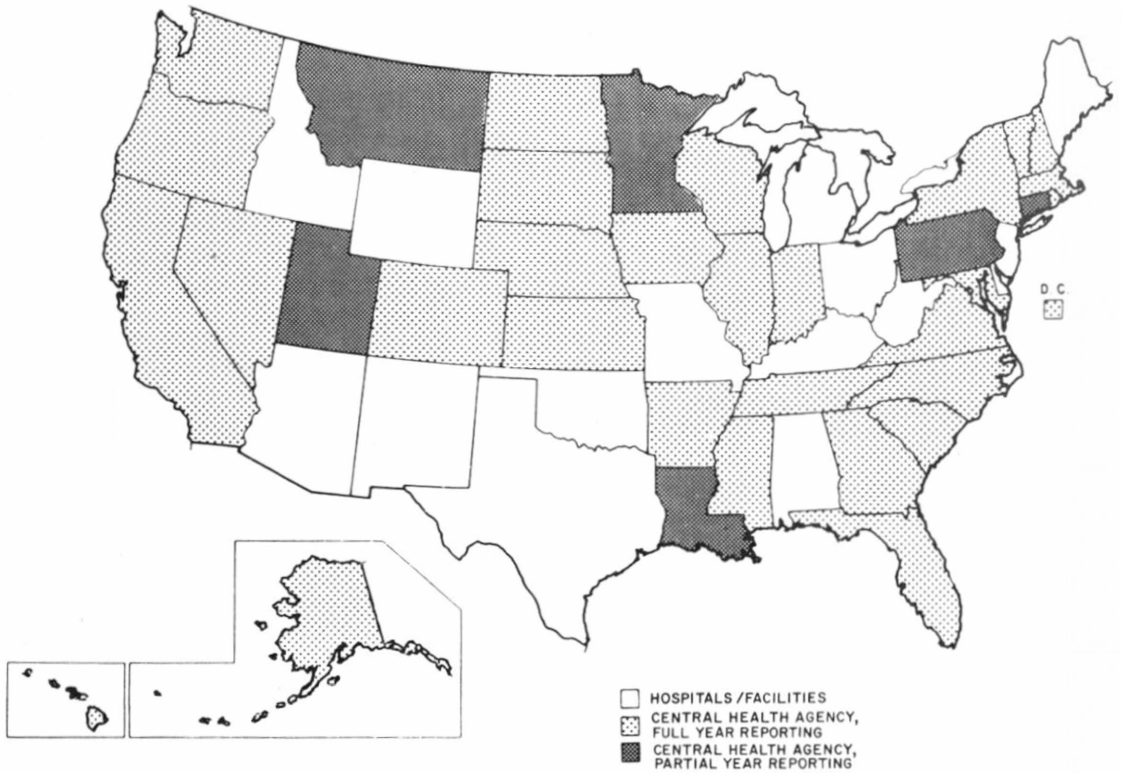 D. C.
HOSPITALS/FACILITIES
CENTRAL HEALTH AGENCY,
FULL YEAR REPORTING
CENTRAL HEALTH AGENCY,
PARTIAL YEAR REPORTING